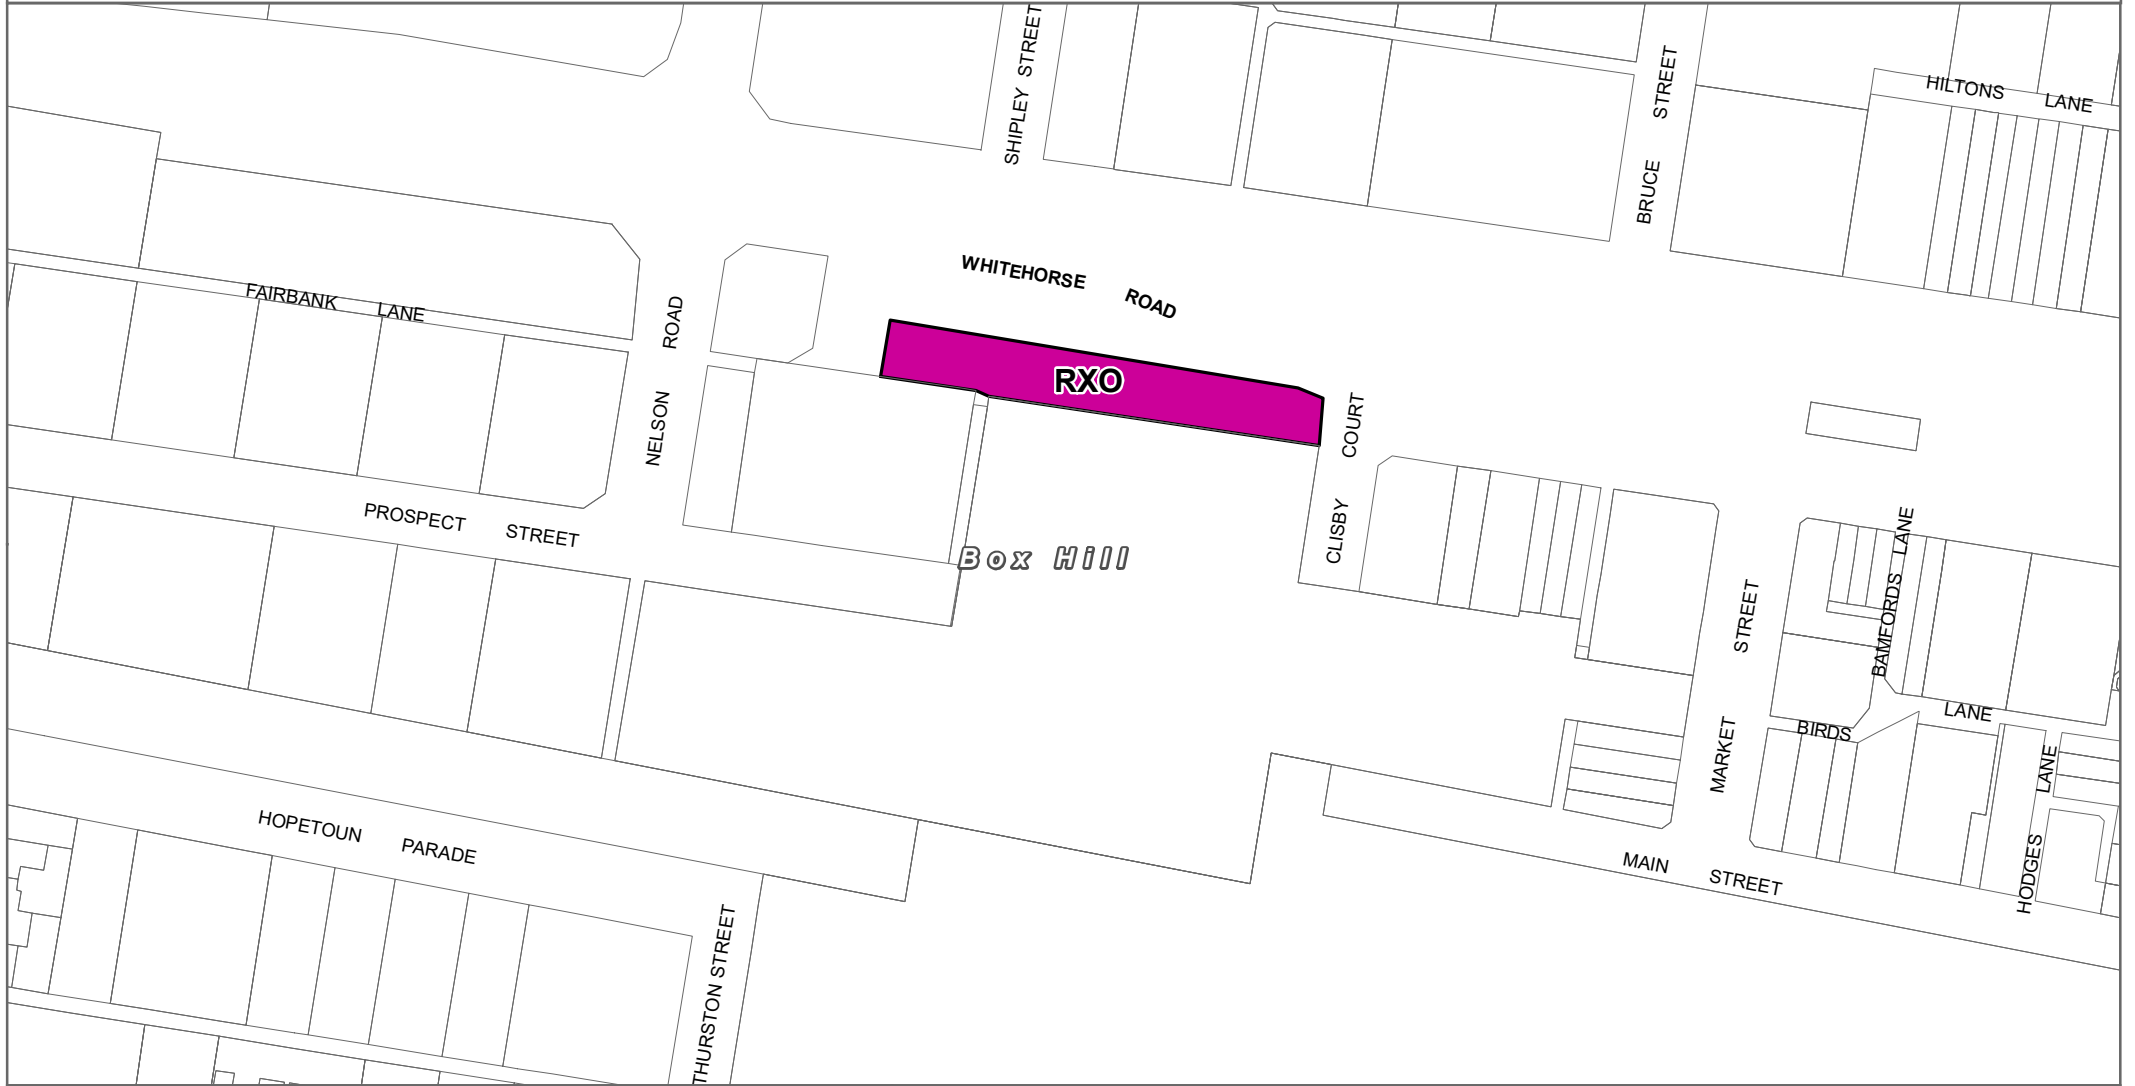 SHIPLEY STREET
BRUCE STREET
HILTONS LANE
WHITEHORSE ROAD
FAIRBANK LANE
NELSON ROAD
RXO
CLISBY COURT
PROSPECT STREET
Box Hill
BAMFORDS LANE
MARKET STREET
BIRDS LANE
HODGES LANE
HOPETOUN PARADE
MAIN STREET
THURSTON STREET